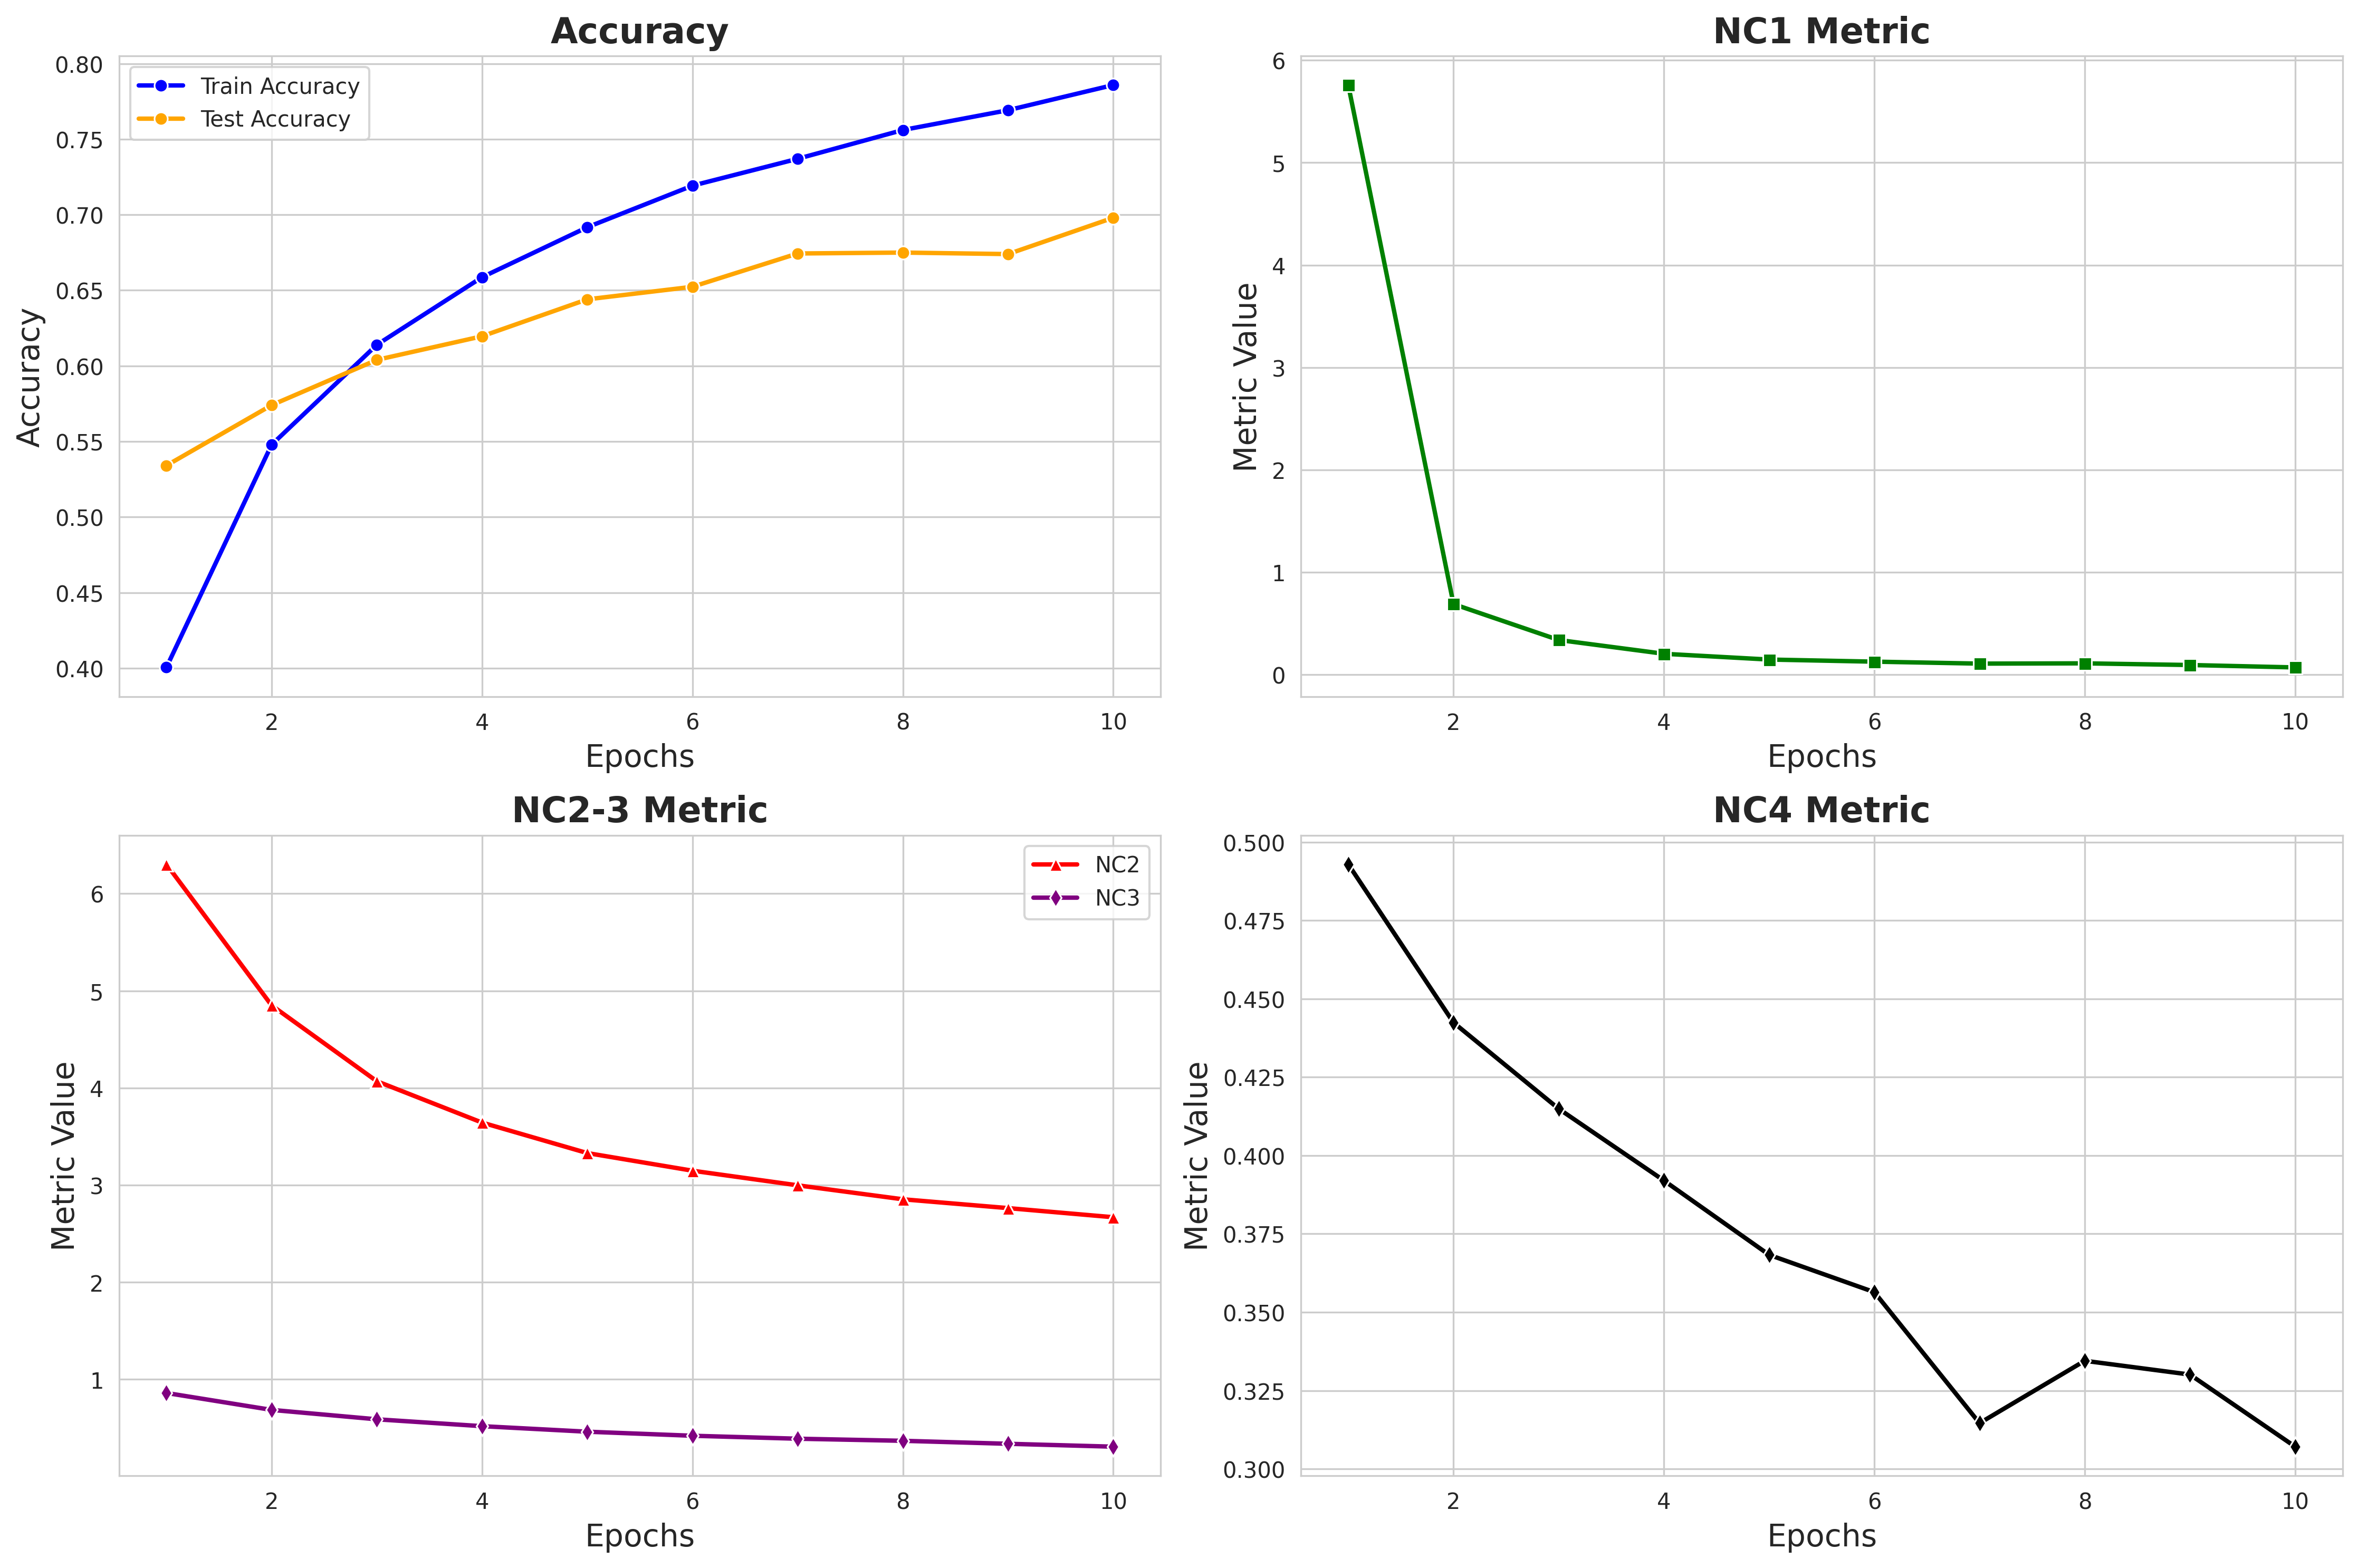 Accuracy
Train Accuracy
Test Accuracy
0.80
0.75
0.70
0.65
0.60
0.55
0.50
0.45
0.40
Accuracy
2 4 6 8 10
Epochs
NC1 Metric
6
5
4
3
2
1
0
Metric Value
2 4 6 8 10
Epochs
NC2-3 Metric
NC2
NC3
6
5
4
3
2
1
Metric Value
2 4 6 8 10
Epochs
NC4 Metric
0.500
0.475
0.450
0.425
0.400
0.375
0.350
0.325
0.300
Metric Value
2 4 6 8 10
Epochs